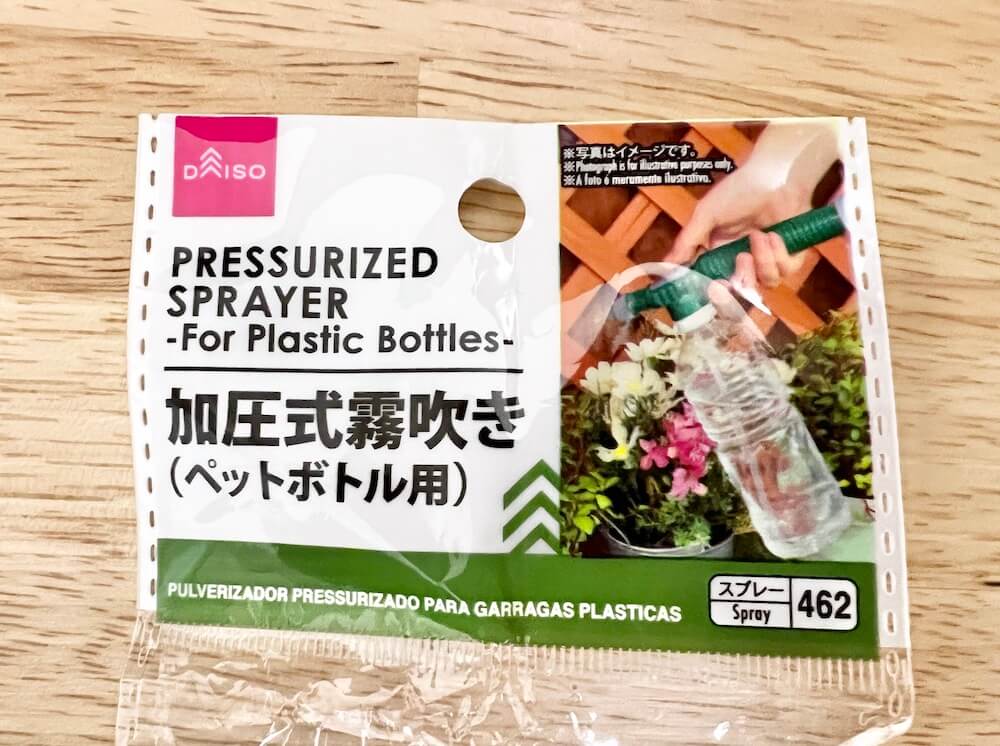 DAISO
PRESSURIZED
SPRAYER
-For Plastic Bottles-
加圧式霧吹き
(ペットボトル用)
※写真はイメージです。
※Photograph is for illustrative purposes only.
※A foto é meramente ilustrativa.
PULVERIZADOR PRESSURIZADO PARA GARRAGAS PLASTICAS
スプレー
Spray
462